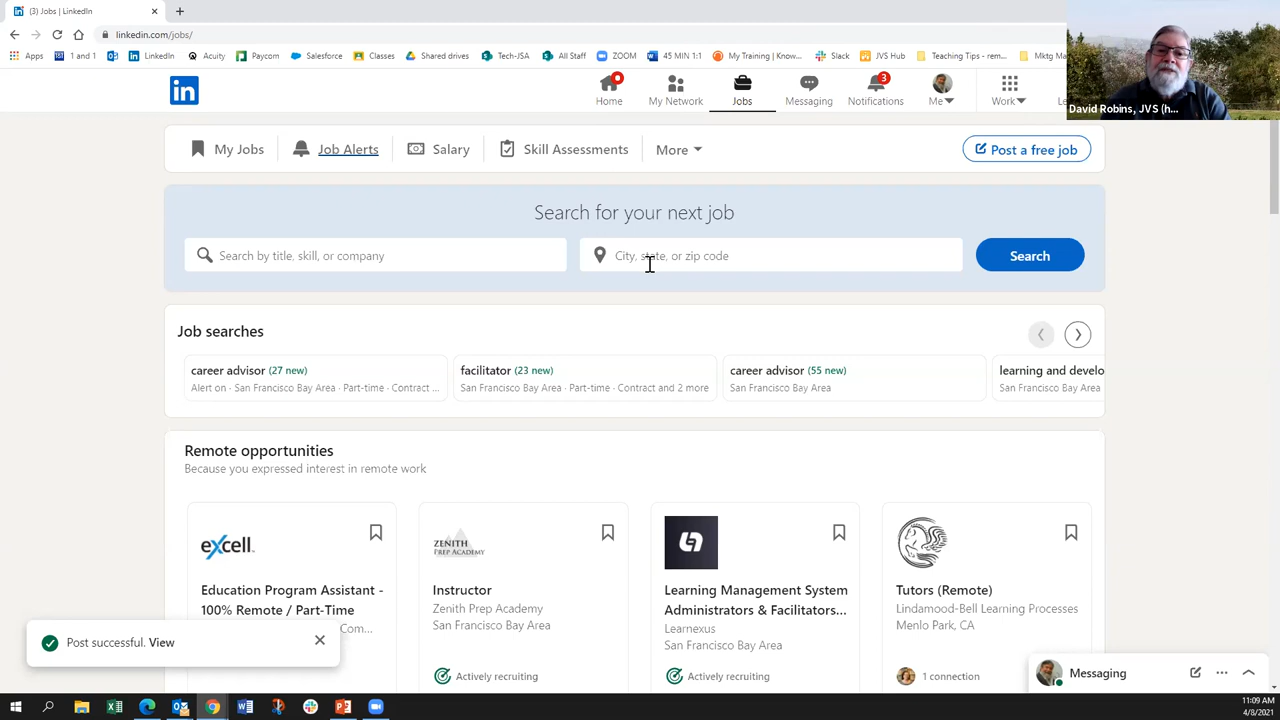 (3) Jobs | LinkedIn
linkedin.com/jobs/
Apps
1 and 1
LinkedIn
Acuity
Paycom
Salesforce
Classes
Shared drives
Tech-JSA
All Staff
ZOOM
45 MIN 1:1
My Training | Know...
Slack
JVS Hub
Teaching Tips - rem...
Mktg Ma
David Robins, JVS (h...
in
Home
My Network
Jobs
Messaging
3
Notifications
Me
Work
My Jobs
Job Alerts
Salary
Skill Assessments
More
Post a free job
Search for your next job
Search by title, skill, or company
City, state, or zip code
Search
Job searches
career advisor (27 new)
Alert on · San Francisco Bay Area · Part-time · Contract ...
facilitator (23 new)
San Francisco Bay Area · Part-time · Contract and 2 more
career advisor (55 new)
San Francisco Bay Area
learning and develo
San Francisco Bay Are
Remote opportunities
Because you expressed interest in remote work
excell
Education Program Assistant -
100% Remote / Part-Time
Com...
ZENITH
PREP ACADEMY
Instructor
Zenith Prep Academy
San Francisco Bay Area
Actively recruiting
Learning Management System
Administrators & Facilitators...
Learnexus
San Francisco Bay Area
Actively recruiting
Tutors (Remote)
Lindamood-Bell Learning Processes
Menlo Park, CA
1 connection
Post successful. View
Messaging
11:09 AM
4/8/2021